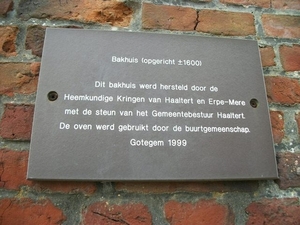 Bakhuis (opgericht ±1600)
Dit bakhuis werd hersteld door de
Heemkundige Kringen van Haaltert en Erpe-Mere
met de steun van het Gemeentebestuur Haaltert.
De oven werd gebruikt door de buurtgemeenschap.
Gotegem 1999